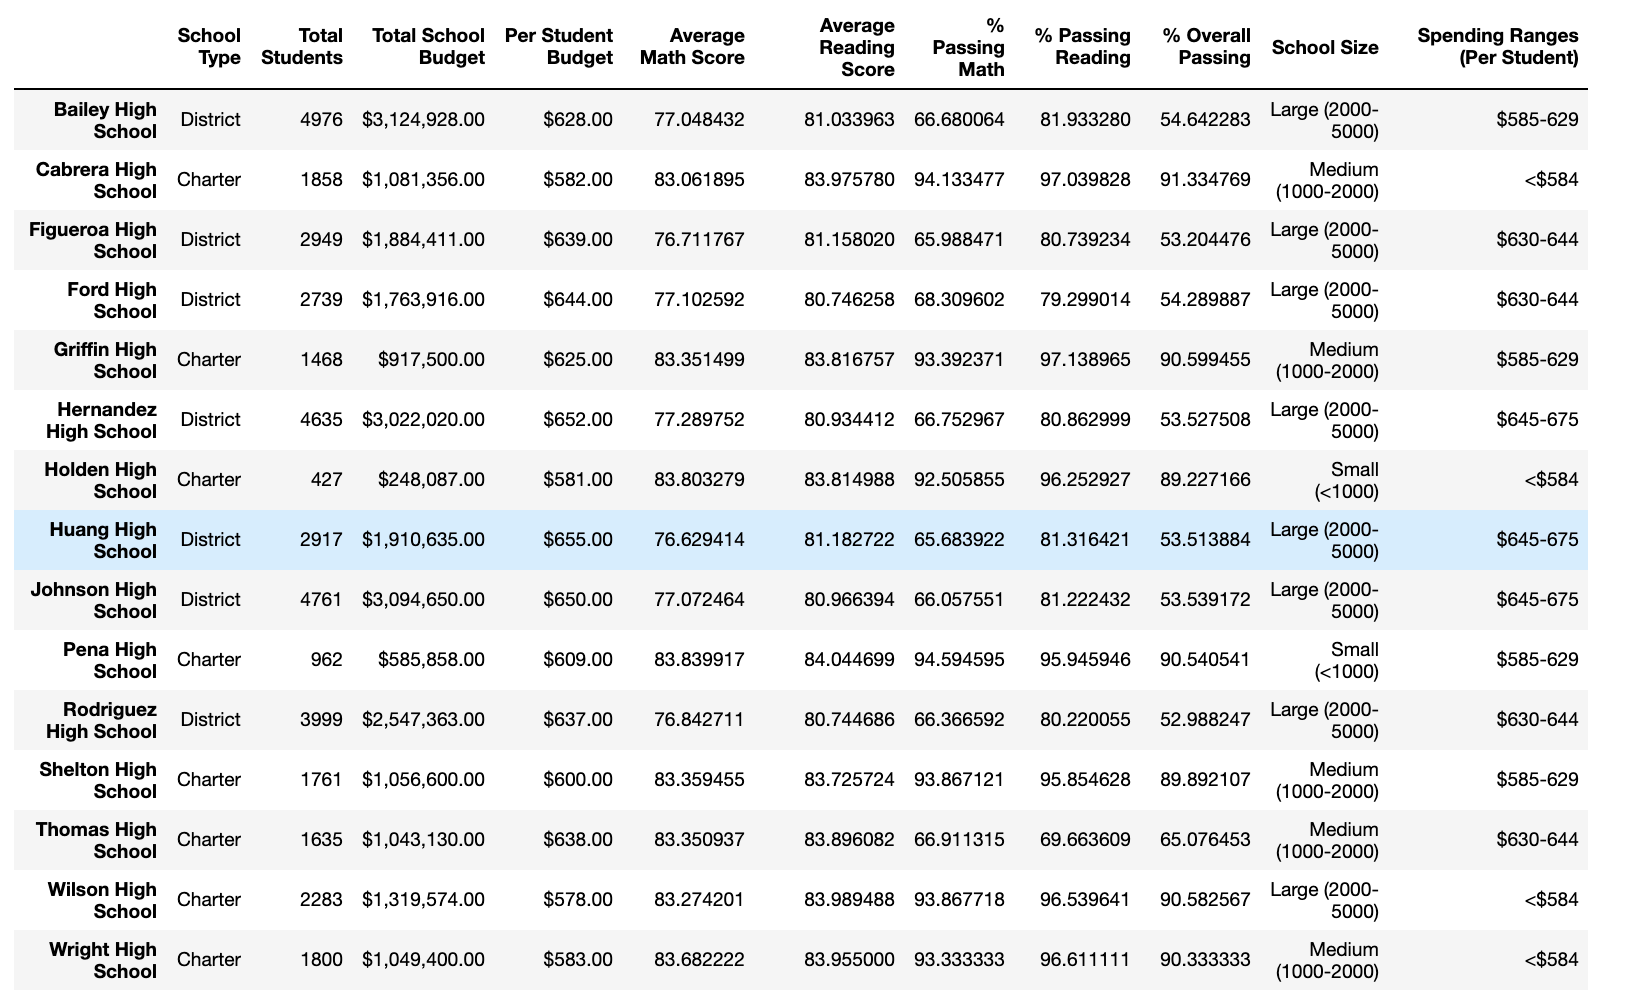 School Type Total Students Total School Budget Per Student Budget Average Math Score Average Reading Score % Passing Math % Passing Reading % Overall Passing School Size Spending Ranges (Per Student)
Bailey High School District 4976 $3,124,928.00 $628.00 77.048432 81.033963 66.680064 81.933280 54.642283 Large (2000-5000) $585-629
Cabrera High School Charter 1858 $1,081,356.00 $582.00 83.061895 83.975780 94.133477 97.039828 91.334769 Medium (1000-2000) <$584
Figueroa High School District 2949 $1,884,411.00 $639.00 76.711767 81.158020 65.988471 80.739234 53.204476 Large (2000-5000) $630-644
Ford High School District 2739 $1,763,916.00 $644.00 77.102592 80.746258 68.309602 79.299014 54.289887 Large (2000-5000) $630-644
Griffin High School Charter 1468 $917,500.00 $625.00 83.351499 83.816757 93.392371 97.138965 90.599455 Medium (1000-2000) $585-629
Hernandez High School District 4635 $3,022,020.00 $652.00 77.289752 80.934412 66.752967 80.862999 53.527508 Large (2000-5000) $645-675
Holden High School Charter 427 $248,087.00 $581.00 83.803279 83.814988 92.505855 96.252927 89.227166 Small (<1000) <$584
Huang High School District 2917 $1,910,635.00 $655.00 76.629414 81.182722 65.683922 81.316421 53.513884 Large (2000-5000) $645-675
Johnson High School District 4761 $3,094,650.00 $650.00 77.072464 80.966394 66.057551 81.222432 53.539172 Large (2000-5000) $645-675
Pena High School Charter 962 $585,858.00 $609.00 83.839917 84.044699 94.594595 95.945946 90.540541 Small (<1000) $585-629
Rodriguez High School District 3999 $2,547,363.00 $637.00 76.842711 80.744686 66.366592 80.220055 52.988247 Large (2000-5000) $630-644
Shelton High School Charter 1761 $1,056,600.00 $600.00 83.359455 83.725724 93.867121 95.854628 89.892107 Medium (1000-2000) $585-629
Thomas High School Charter 1635 $1,043,130.00 $638.00 83.350937 83.896082 66.911315 69.663609 65.076453 Medium (1000-2000) $630-644
Wilson High School Charter 2283 $1,319,574.00 $578.00 83.274201 83.989488 93.867718 96.539641 90.582567 Large (2000-5000) <$584
Wright High School Charter 1800 $1,049,400.00 $583.00 83.682222 83.955000 93.333333 96.611111 90.333333 Medium (1000-2000) <$584